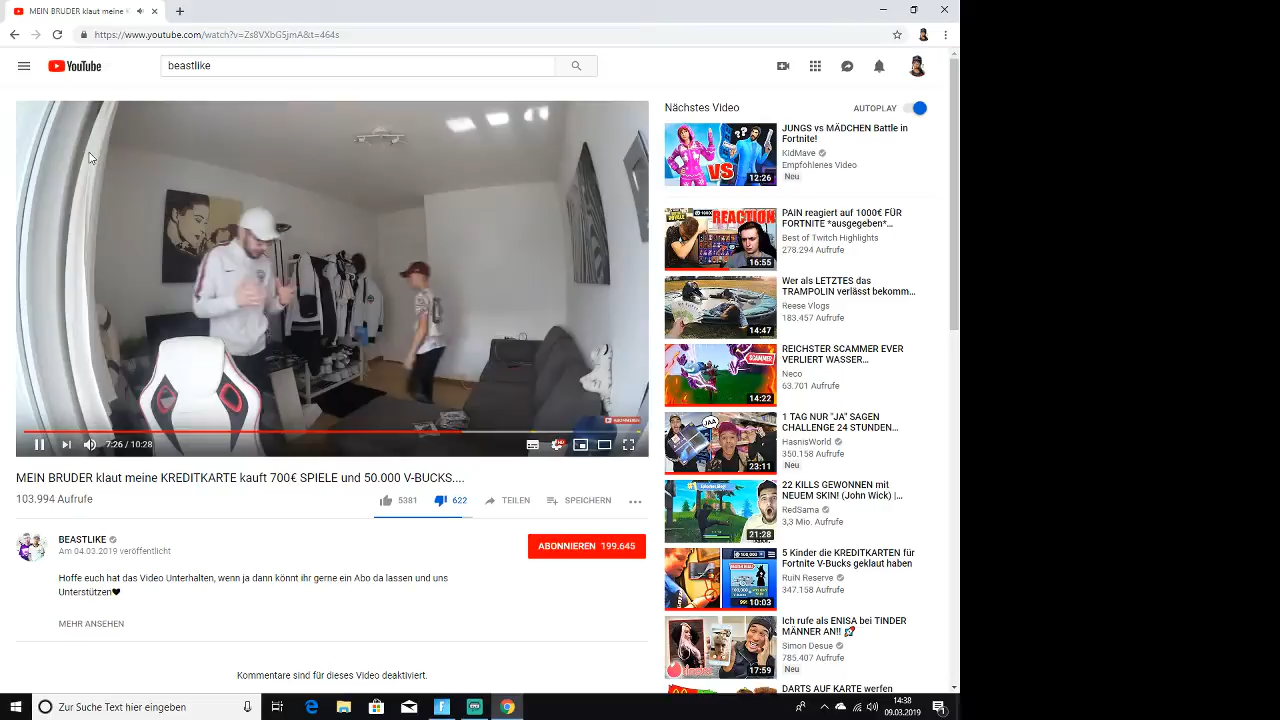 MEIN BRUDER klaut meine
https://www.youtube.com/watch?v=Zs8VXbG5jmA&t=464s
YouTube
beastlike
7:26 / 10:28
MEIN BRUDER klaut meine KREDITKARTE kauft 700€ SPIELE und 50.000 V-BUCKS....
103.994 Aufrufe
5381
622
TEILEN
SPEICHERN
BEASTLIKE
Am 04.03.2019 veröffentlicht
ABONNIEREN 199.645
Hoffe euch hat das Video Unterhalten, wenn ja dann könnt ihr gerne ein Abo da lassen und uns
Unterstützen❤
MEHR ANSEHEN
Kommentare sind für dieses Video deaktiviert.
Nächstes Video
AUTOPLAY
VS
12:26
JUNGS vs MÄDCHEN Battle in
Fortnite!
KidMave
Empfohlenes Video
Neu
REACTION
16:55
PAIN reagiert auf 1000€ FÜR
FORTNITE *ausgegeben*...
Best of Twitch Highlights
278.294 Aufrufe
14:47
Wer als LETZTES das
TRAMPOLIN verlässt bekomm...
Reese Vlogs
183.457 Aufrufe
SCAMMER
14:22
REICHSTER SCAMMER EVER
VERLIERT WASSER...
Neco
63.701 Aufrufe
JAA
23:11
1 TAG NUR "JA" SAGEN
CHALLENGE 24 STUNDEN...
HasnisWorld
350.158 Aufrufe
Neu
21:28
22 KILLS GEWONNEN mit
NEUEM SKIN! (John Wick) |...
RedSama
3,3 Mio. Aufrufe
10:03
5 Kinder die KREDITKARTEN für
Fortnite V-Bucks geklaut haben
RuiN Reserve
347.158 Aufrufe
17:59
Ich rufe als ENISA bei TINDER
MÄNNER AN!! 🚀
Simon Desue
785.407 Aufrufe
Neu
DARTS AUF KARTE werfen
Zur Suche Text hier eingeben
14:38
09.03.2019